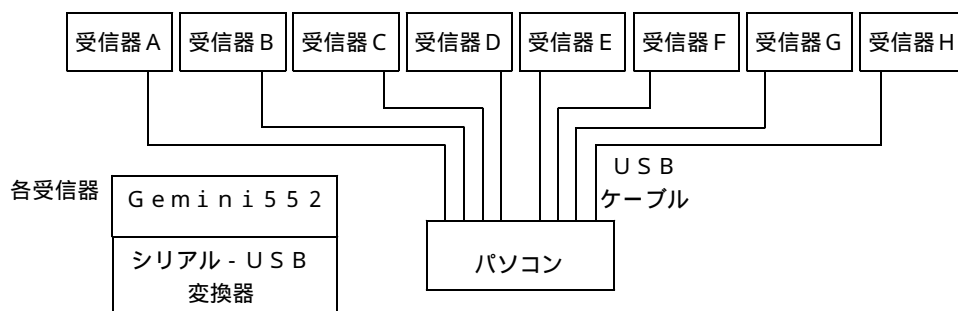 受信器A 受信器B 受信器C 受信器D 受信器E 受信器F 受信器G 受信器H
USB
ケーブル
各受信器
Gemini552
シリアル-USB
変換器
パソコン